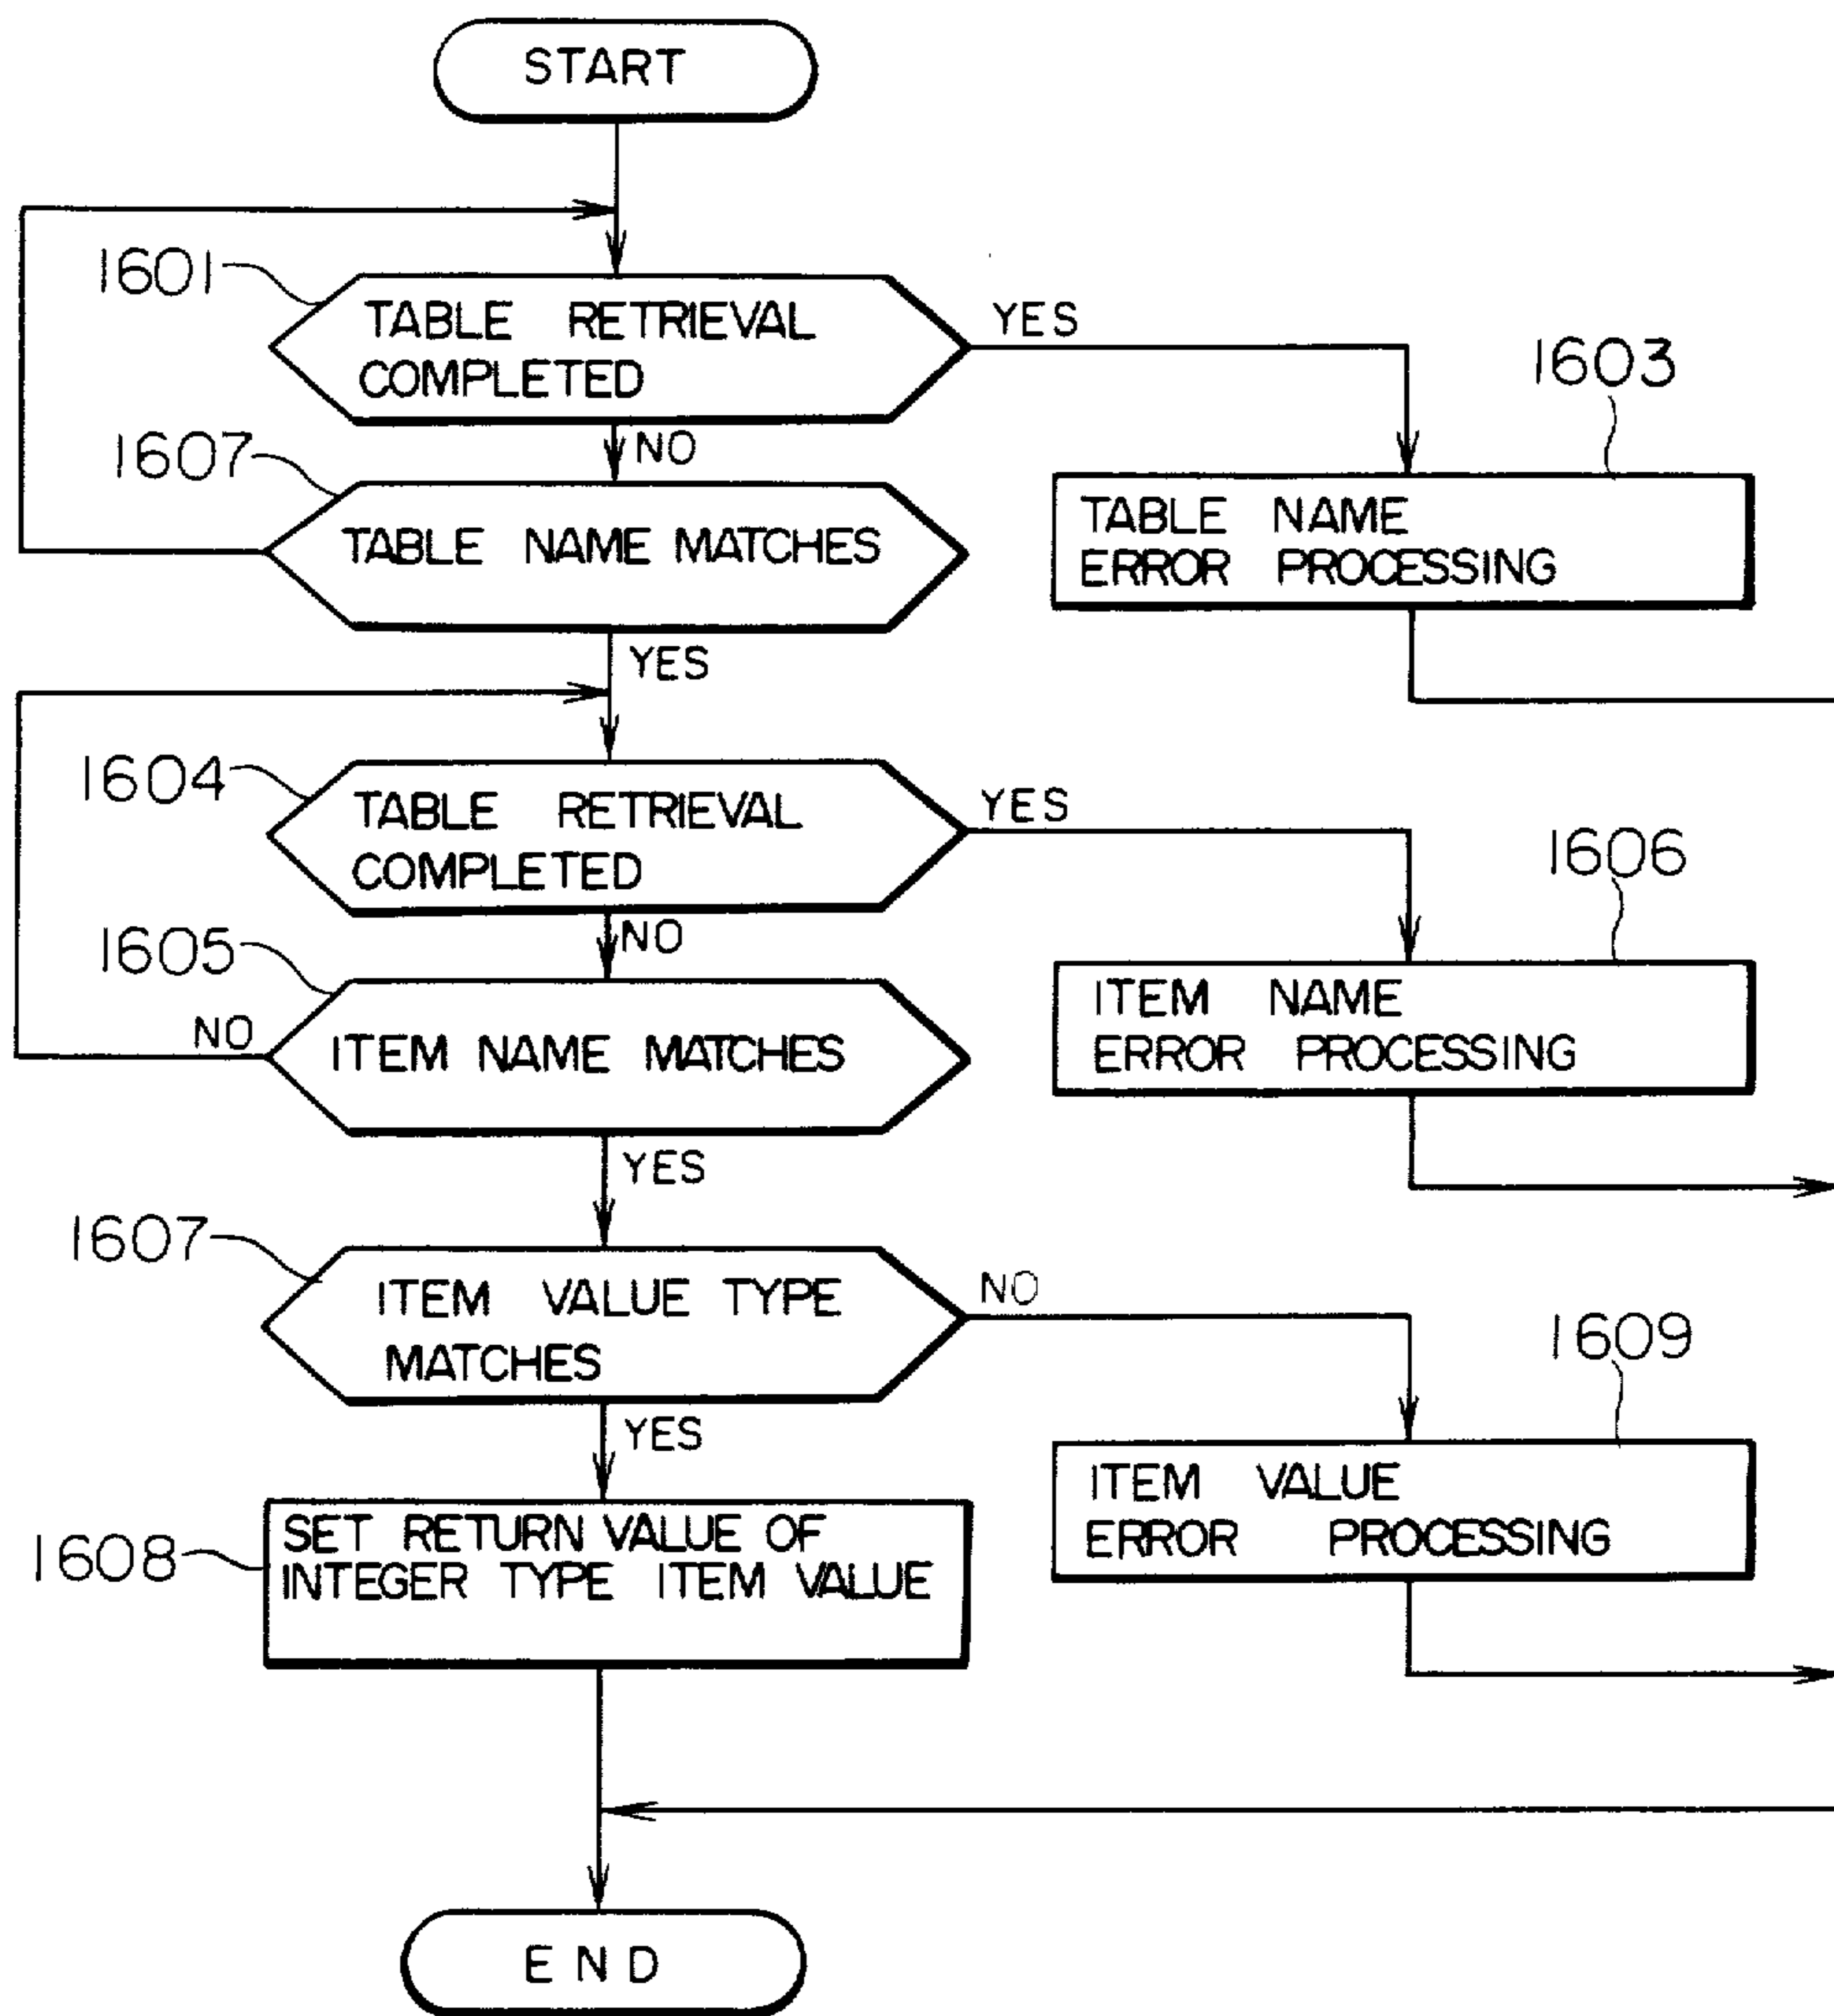 START
1601
TABLE RETRIEVAL
COMPLETED
YES
1603
NO
1607
TABLE NAME MATCHES
TABLE NAME
ERROR PROCESSING
YES
1604
TABLE RETRIEVAL
COMPLETED
YES
1606
NO
1605
NO
ITEM NAME MATCHES
ITEM NAME
ERROR PROCESSING
YES
1607
ITEM VALUE TYPE
MATCHES
NO
1609
YES
ITEM VALUE
ERROR PROCESSING
1608
SET RETURN VALUE OF
INTEGER TYPE ITEM VALUE
END